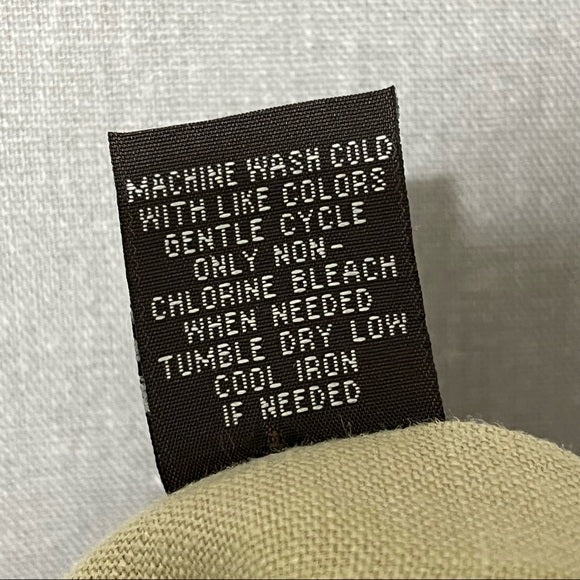 MACHINE WASH COLD
WITH LIKE COLORS
GENTLE CYCLE
ONLY NON-
CHLORINE BLEACH
WHEN NEEDED
TUMBLE DRY LOW
COOL IRON
IF NEEDED